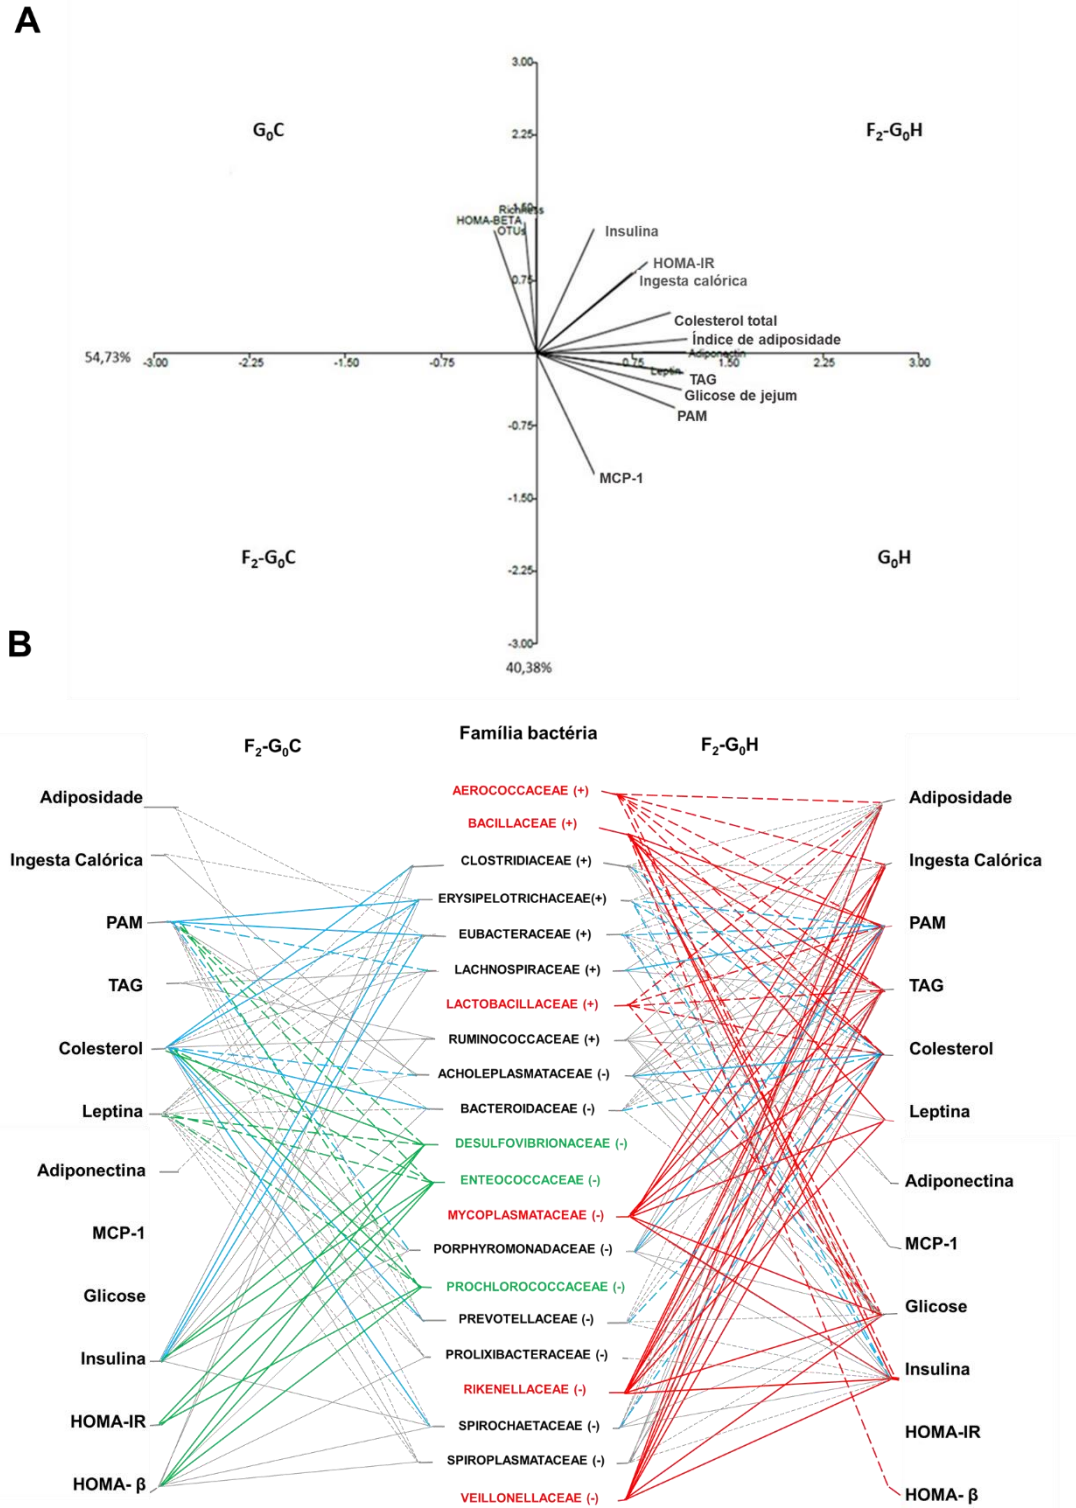 A
3.00
G₀C
F₂-G₀H
2.25
1.50
Richness
HOMA-BETA
OTUs
Insulina
HOMA-IR
0.75
Ingesta calórica
Colesterol total
Índice de adiposidade
54,73%
-3.00 -2.25 -1.50 -0.75 0.75 1.50 2.25 3.00
Adiponectin
Leptin
TAG
Glicose de jejum
PAM
-0.75
MCP-1
-1.50
F₂-G₀C
G₀H
-2.25
-3.00
40,38%
B
F₂-G₀C
Família bactéria
F₂-G₀H
Adiposidade
Ingesta Calórica
PAM
TAG
Colesterol
Leptina
Adiponectina
MCP-1
Glicose
Insulina
HOMA-IR
HOMA- β
AEROCOCCACEAE (+)
BACILLACEAE (+)
CLOSTRIDIACEAE (+)
ERYSIPELOTRICHACEAE(+)
EUBACTERACEAE (+)
LACHNOSPIRACEAE (+)
LACTOBACILLACEAE (+)
RUMINOCOCCACEAE (+)
ACHOLEPLASMATACEAE (-)
BACTEROIDACEAE (-)
DESULFOVIBRIONACEAE (-)
ENTEOCOCCACEAE (-)
MYCOPLASMATACEAE (-)
PORPHYROMONADACEAE (-)
PROCHLOROCOCCACEAE (-)
PREVOTELLACEAE (-)
PROLIXIBACTERACEAE (-)
RIKENELLACEAE (-)
SPIROCHAETACEAE (-)
SPIROPLASMATACEAE (-)
VEILLONELLACEAE (-)
Adiposidade
Ingesta Calórica
PAM
TAG
Colesterol
Leptina
Adiponectina
MCP-1
Glicose
Insulina
HOMA-IR
HOMA- β